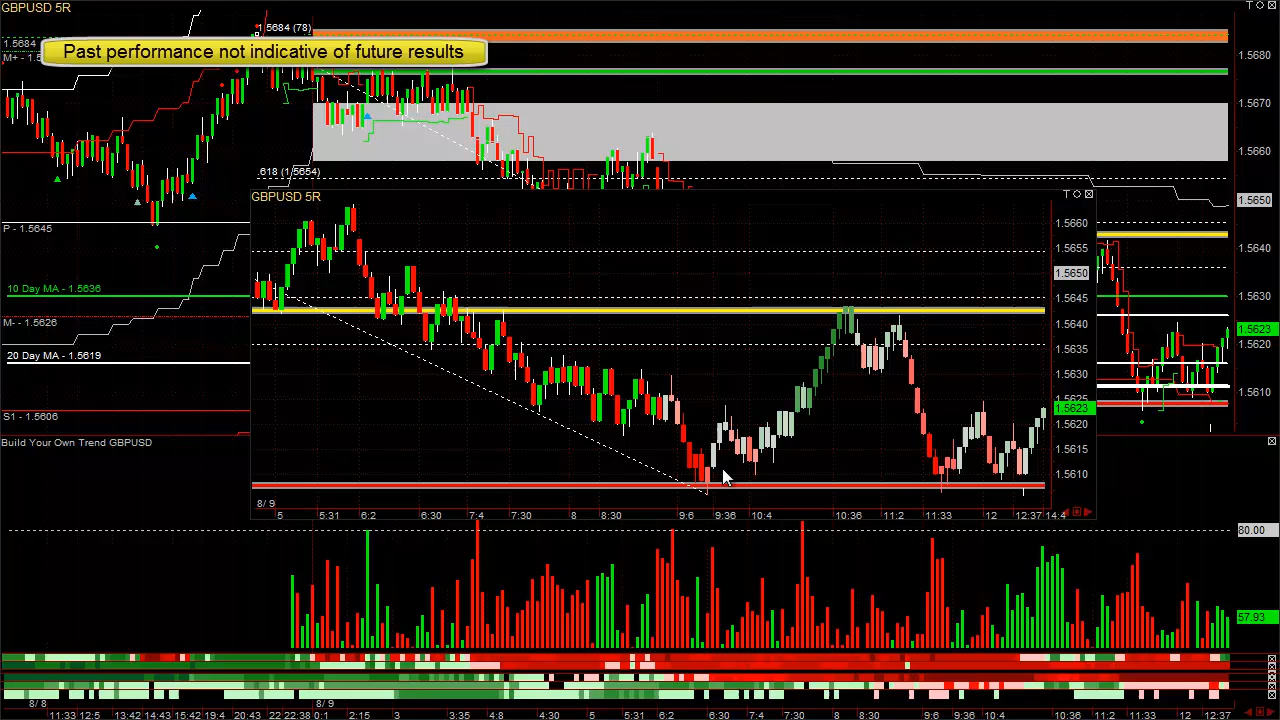 GBPUSD 5R
1.5684 (78)
1.5684
Past performance not indicative of future results
1.5680
M+ - 1.5
1.5670
1.5660
.618 (1.5654)
GBPUSD 5R
1.5650
P - 1.5645
1.5640
10 Day MA - 1.5636
1.5630
M- - 1.5626
1.5623
1.5620
20 Day MA - 1.5619
1.5610
S1 - 1.5606
1.5660
1.5655
1.5650
1.5645
1.5640
1.5635
1.5630
1.5625
1.5623
1.5620
1.5615
1.5610
8/ 9
5 5:31 6:2 6:30 7:4 7:30 8 8:30 9:6 9:36 10:4 10:36 11:2 11:33 12 12:37 14:4
Build Your Own Trend GBPUSD
80.00
57.93
8/ 8 8/ 9
11:33 12:5 13:42 14:43 15:42 19:4 20:43 22 22:38 0:1 2:15 3 3:35 4:8 4:30 5 5:31 6:2 6:30 7:4 7:30 8 8:30 9:6 9:36 10:4 10:36 11:2 11:33 12 12:37